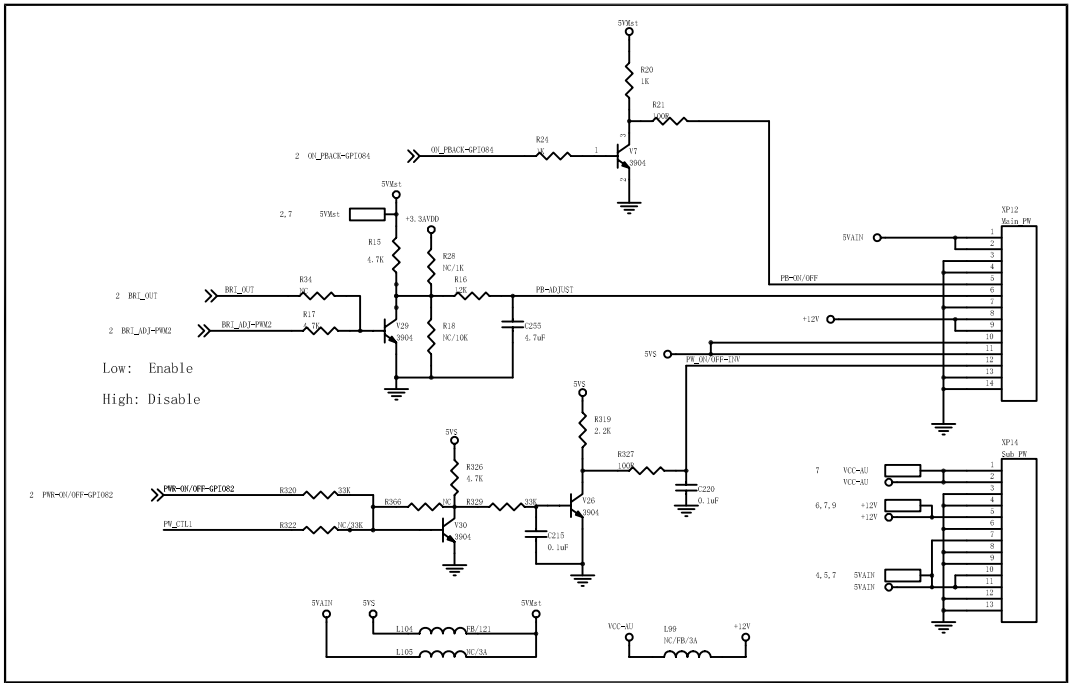 5VMst
R20
1K
R21
100R
R24
1K
2 ON_PBACK-GPIO84
ON_PBACK-GPIO84
1
3
V7
3904
2
5VMst
2,7 5VMst
+3.3AVDD
R15
4.7K
R28
NC/1K
R16
12K
PB-ADJUST
2 BRI_OUT
BRI_OUT
R34
NC
2 BRI_ADJ-PWM2
BRI_ADJ-PWM2
R17
4.7K
V29
3904
R18
NC/10K
C255
4.7uF
Low: Enable
High: Disable
XP12
Main_PW
5VAIN
PB-ON/OFF
+12V
5VS
PW_ON/OFF-INV
1
2
3
4
5
6
7
8
9
10
11
12
13
14
5VS
R319
2.2K
R327
100R
C220
0.1uF
5VS
R326
4.7K
2 PWR-ON/OFF-GPIO82
PWR-ON/OFF-GPIO82
R320
33K
R366
NC
R329
33K
V26
3904
PW_CTL1
R322
NC/33K
V30
3904
C215
0.1uF
XP14
Sub_PW
7 VCC-AU
VCC-AU
6,7,9 +12V
+12V
4,5,7 5VAIN
5VAIN
1
2
3
4
5
6
7
8
9
10
11
12
13
5VAIN
5VS
5VMst
L104
FB/121
L105
NC/3A
VCC-AU
L99
NC/FB/3A
+12V